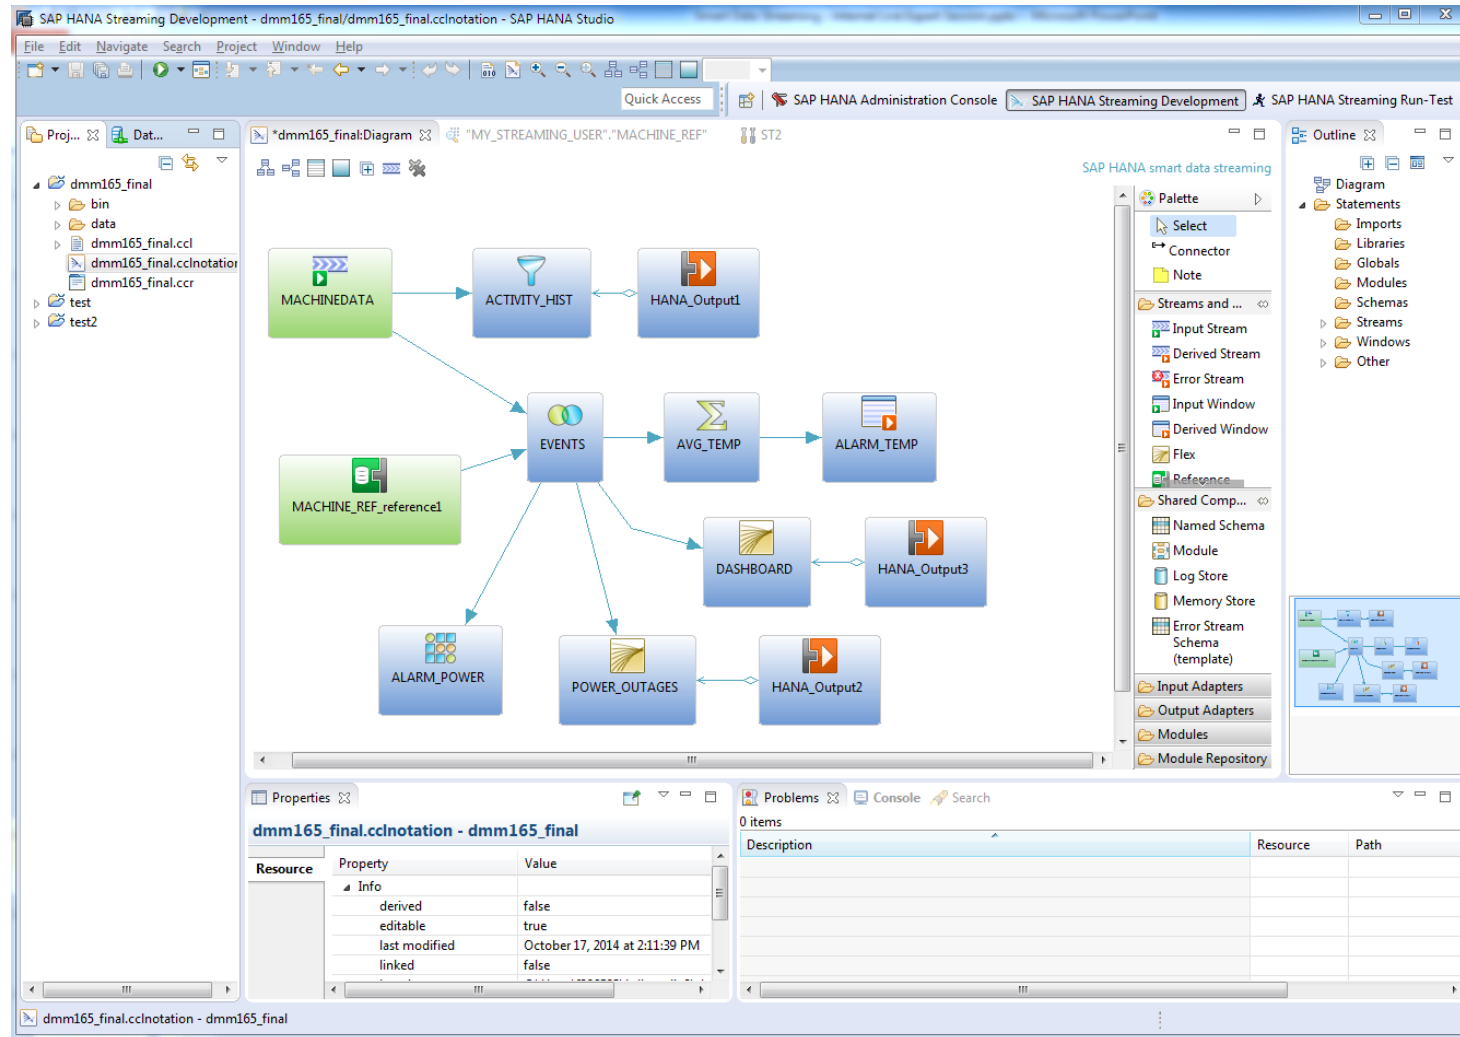 SAP HANA Streaming Development - dmm165_final/dmm165_final.cclnotation - SAP HANA Studio
File Edit Navigate Search Project Window Help
Quick Access
SAP HANA Administration Console
SAP HANA Streaming Development
SAP HANA Streaming Run-Test
Proj...
Dat...
dmm165_final
bin
data
dmm165_final.ccl
dmm165_final.cclnotation
dmm165_final.ccr
test
test2
*dmm165_final:Diagram
"MY_STREAMING_USER"."MACHINE_REF"
ST2
SAP HANA smart data streaming
MACHINEDATA
ACTIVITY_HIST
HANA_Output1
EVENTS
AVG_TEMP
ALARM_TEMP
MACHINE_REF_reference1
DASHBOARD
HANA_Output3
ALARM_POWER
POWER_OUTAGES
HANA_Output2
Palette
Select
Connector
Note
Streams and ...
Input Stream
Derived Stream
Error Stream
Input Window
Derived Window
Flex
Reference
Shared Comp...
Named Schema
Module
Log Store
Memory Store
Error Stream
Schema
(template)
Input Adapters
Output Adapters
Modules
Module Repository
Outline
Diagram
Statements
Imports
Libraries
Globals
Modules
Schemas
Streams
Windows
Other
Properties
dmm165_final.cclnotation - dmm165_final
Resource
Property Value
Info
derived false
editable true
last modified October 17, 2014 at 2:11:39 PM
linked false
Problems
Console
Search
0 items
Description Resource Path
dmm165_final.cclnotation - dmm165_final